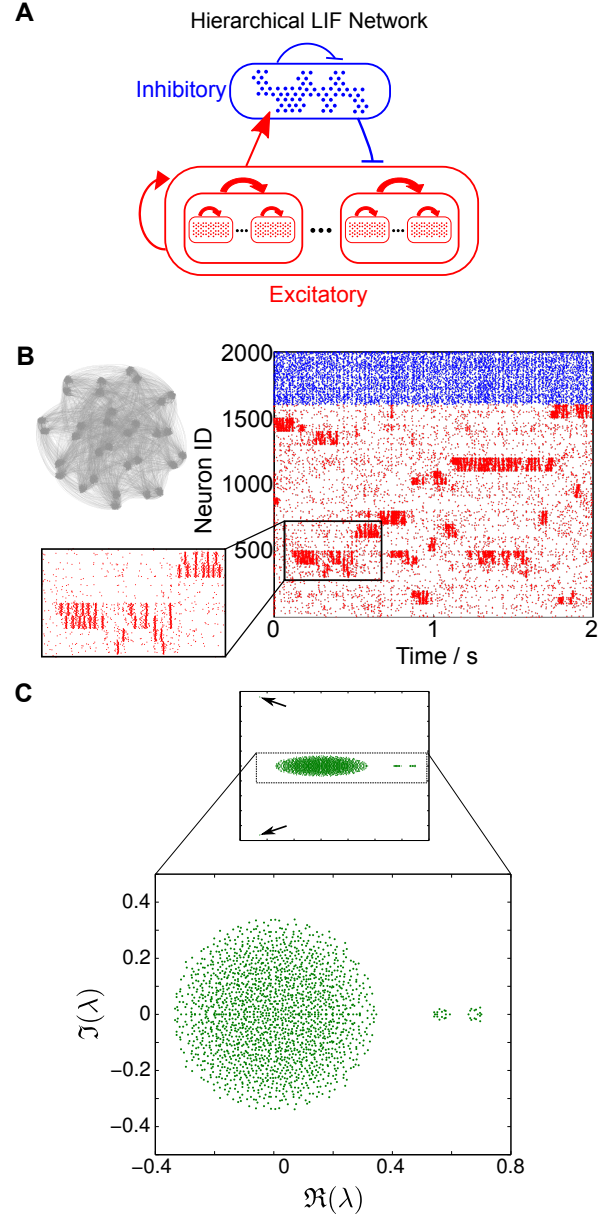 A
Hierarchical LIF Network
Inhibitory
Excitatory
B
2000
1500
1000
500
Neuron ID
0
1
2
Time / s
C
0.4
0.2
0
−0.2
−0.4
ℑ(λ)
−0.4
0
0.4
0.8
ℜ(λ)